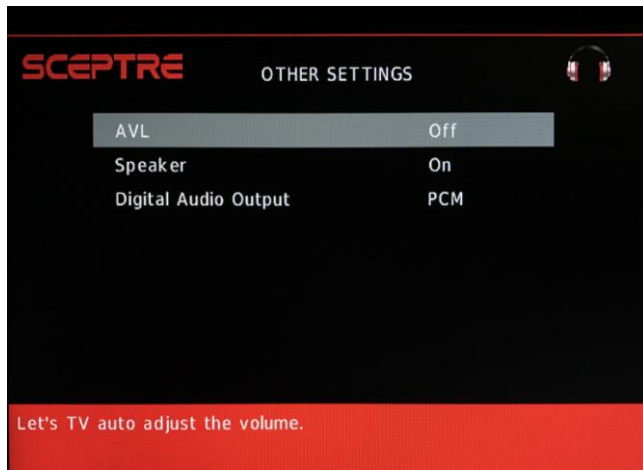 SCEPTRE
OTHER SETTINGS
AVL Off
Speaker On
Digital Audio Output PCM
Let's TV auto adjust the volume.